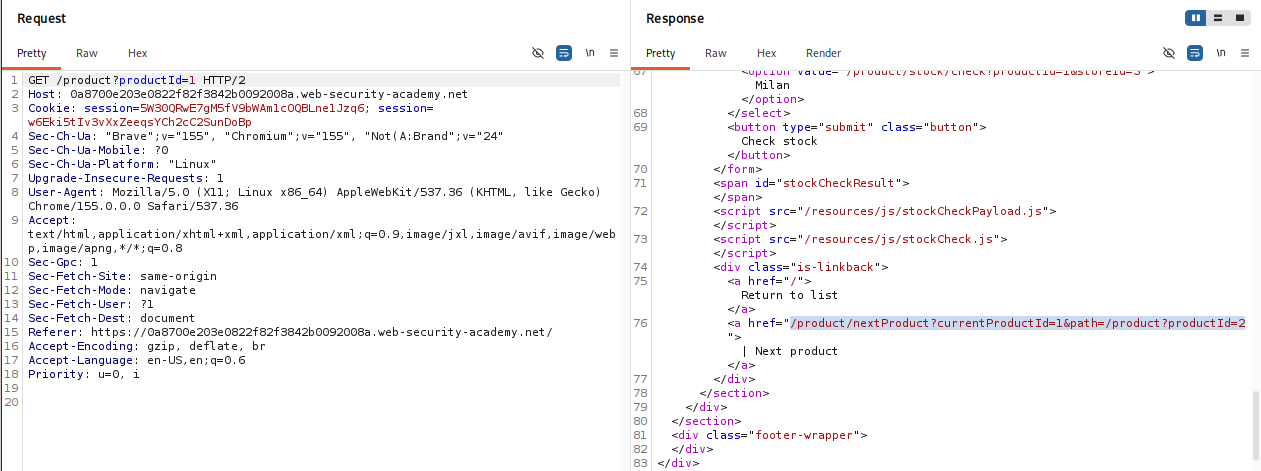 Request
Pretty Raw Hex
\n
1 GET /product?productId=1 HTTP/2
2 Host: 0a8700e203e0822f82f3842b0092008a.web-security-academy.net
3 Cookie: session=5W30QRwE7gM5fV9bWAm1cOQBLne1Jzq6; session=
w6Eki5tIv3vXxZeeqsYCh2cC2SunDoBp
4 Sec-Ch-Ua: "Brave";v="155", "Chromium";v="155", "Not(A:Brand";v="24"
5 Sec-Ch-Ua-Mobile: ?0
6 Sec-Ch-Ua-Platform: "Linux"
7 Upgrade-Insecure-Requests: 1
8 User-Agent: Mozilla/5.0 (X11; Linux x86_64) AppleWebKit/537.36 (KHTML, like Gecko)
Chrome/155.0.0.0 Safari/537.36
9 Accept:
text/html,application/xhtml+xml,application/xml;q=0.9,image/jxl,image/avif,image/web
p,image/apng,*/*;q=0.8
10 Sec-Gpc: 1
11 Sec-Fetch-Site: same-origin
12 Sec-Fetch-Mode: navigate
13 Sec-Fetch-User: ?1
14 Sec-Fetch-Dest: document
15 Referer: https://0a8700e203e0822f82f3842b0092008a.web-security-academy.net/
16 Accept-Encoding: gzip, deflate, br
17 Accept-Language: en-US,en;q=0.6
18 Priority: u=0, i
19
20
Response
Pretty Raw Hex Render
\n
67 <option value="/product/stock/check?productId=1&storeId=3">
Milan
</option>
68 </select>
69 <button type="submit" class="button">
Check stock
</button>
70 </form>
71 <span id="stockCheckResult">
</span>
72 <script src="/resources/js/stockCheckPayload.js">
</script>
73 <script src="/resources/js/stockCheck.js">
</script>
74 <div class="is-linkback">
75 <a href="/">
Return to list
</a>
76 <a href="/product/nextProduct?currentProductId=1&path=/product?productId=2
">
| Next product
</a>
77 </div>
78 </section>
79 </div>
80 </section>
81 <div class="footer-wrapper">
82 </div>
83 </div>